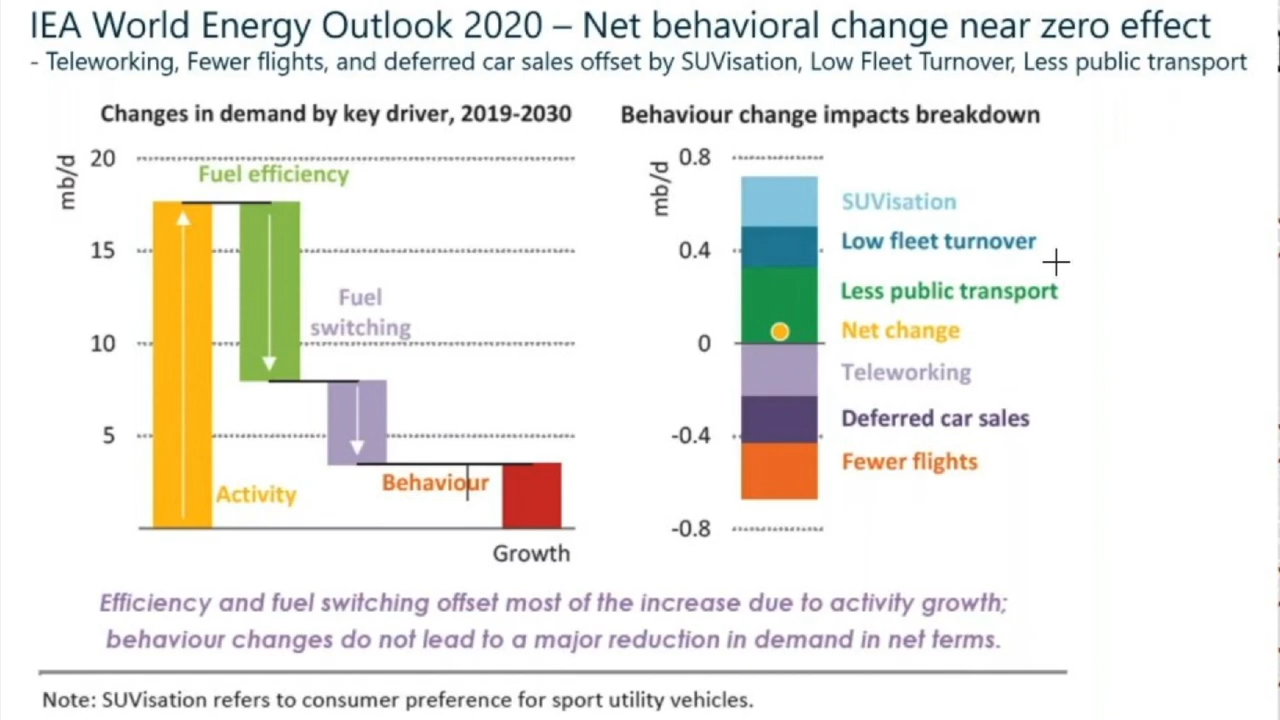 IEA World Energy Outlook 2020 – Net behavioral change near zero effect
- Teleworking, Fewer flights, and deferred car sales offset by SUVisation, Low Fleet Turnover, Less public transport
Changes in demand by key driver, 2019-2030
mb/d
20
15
10
5
Fuel efficiency
Fuel
switching
Activity
Behaviour
Growth
Behaviour change impacts breakdown
mb/d
0.8
0.4
0
-0.4
-0.8
SUVisation
Low fleet turnover
Less public transport
Net change
Teleworking
Deferred car sales
Fewer flights
Efficiency and fuel switching offset most of the increase due to activity growth;
behaviour changes do not lead to a major reduction in demand in net terms.
Note: SUVisation refers to consumer preference for sport utility vehicles.